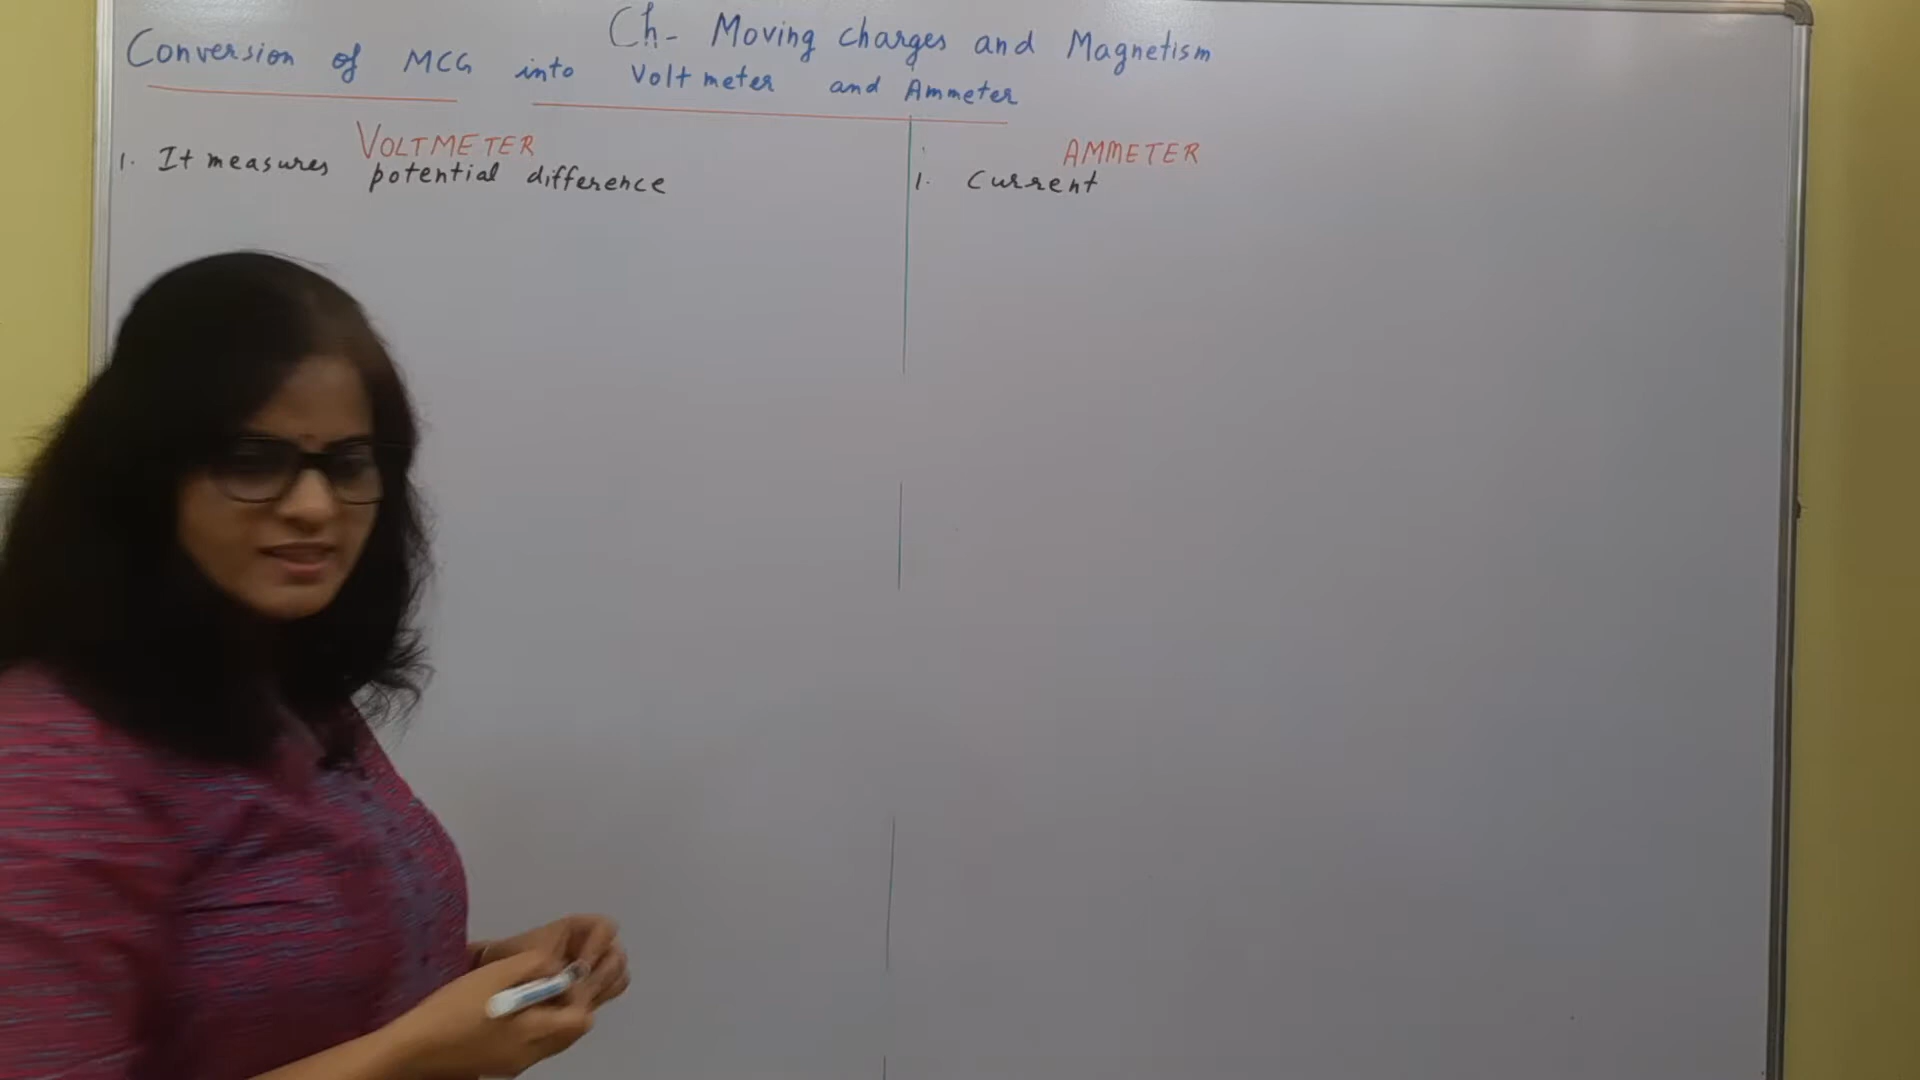 Ch- Moving charges and Magnetism
Conversion of MCG into Voltmeter and Ammeter
VOLTMETER
1. It measures potential difference
AMMETER
1. Current